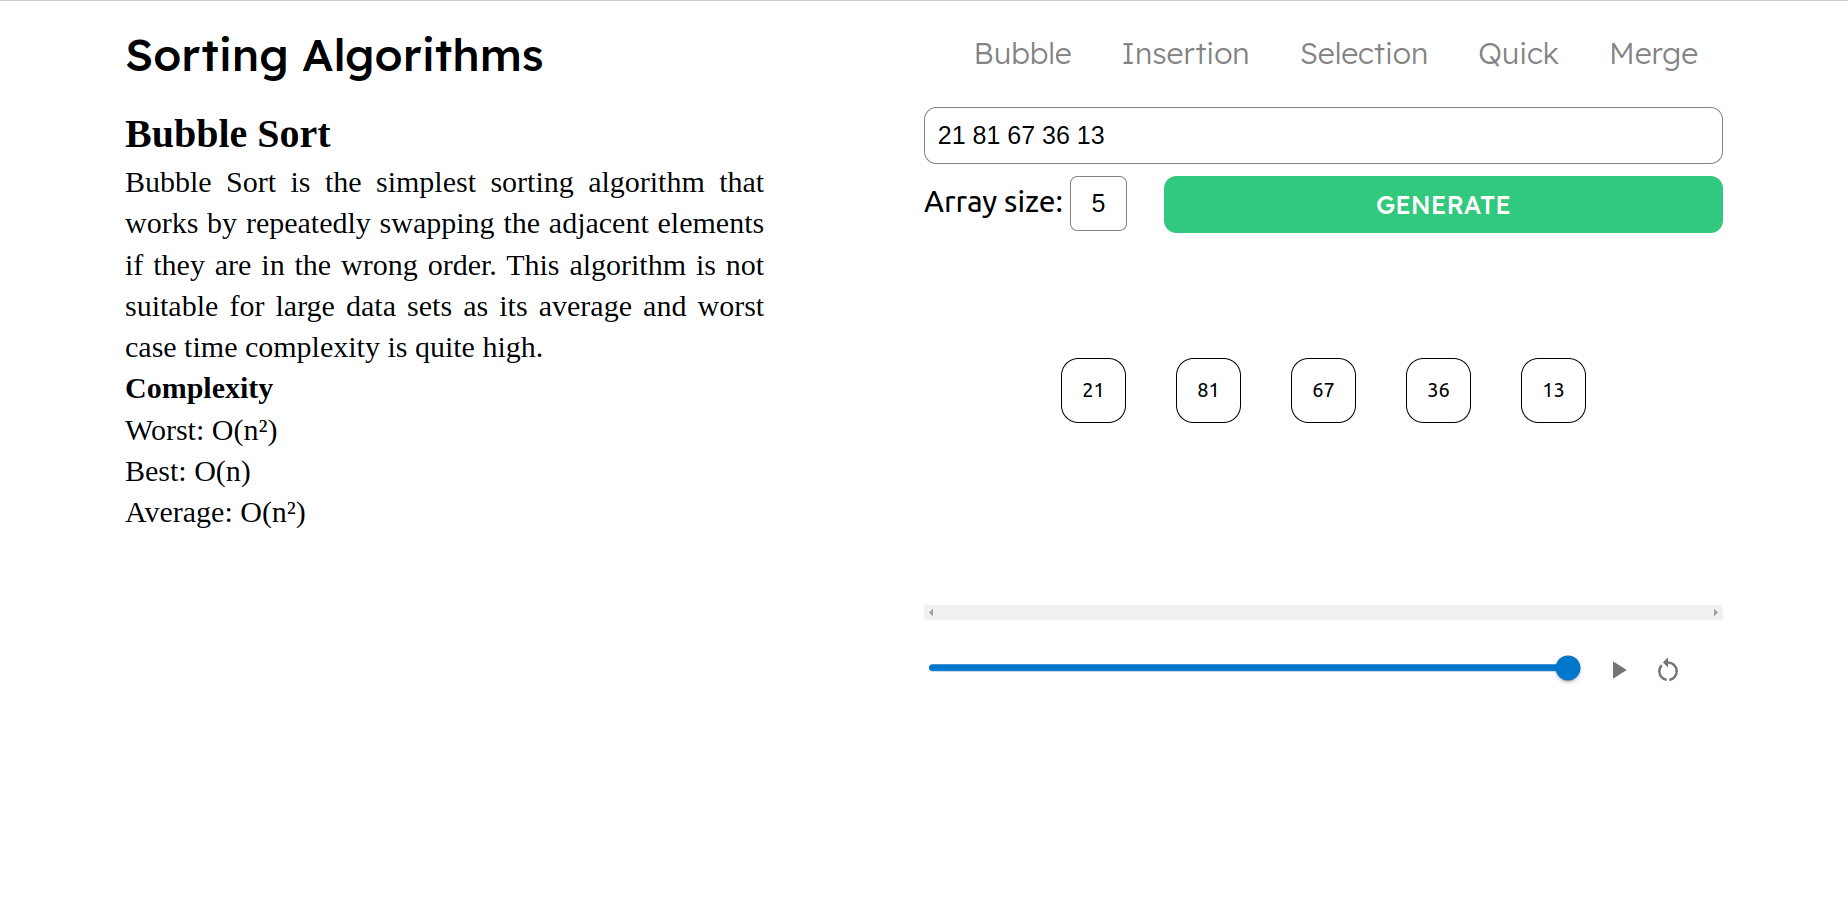 Sorting Algorithms
Bubble Insertion Selection Quick Merge
Bubble Sort
Bubble Sort is the simplest sorting algorithm that
works by repeatedly swapping the adjacent elements
if they are in the wrong order. This algorithm is not
suitable for large data sets as its average and worst
case time complexity is quite high.
Complexity
Worst: O(n²)
Best: O(n)
Average: O(n²)
21 81 67 36 13
Array size: 5 GENERATE
21 81 67 36 13